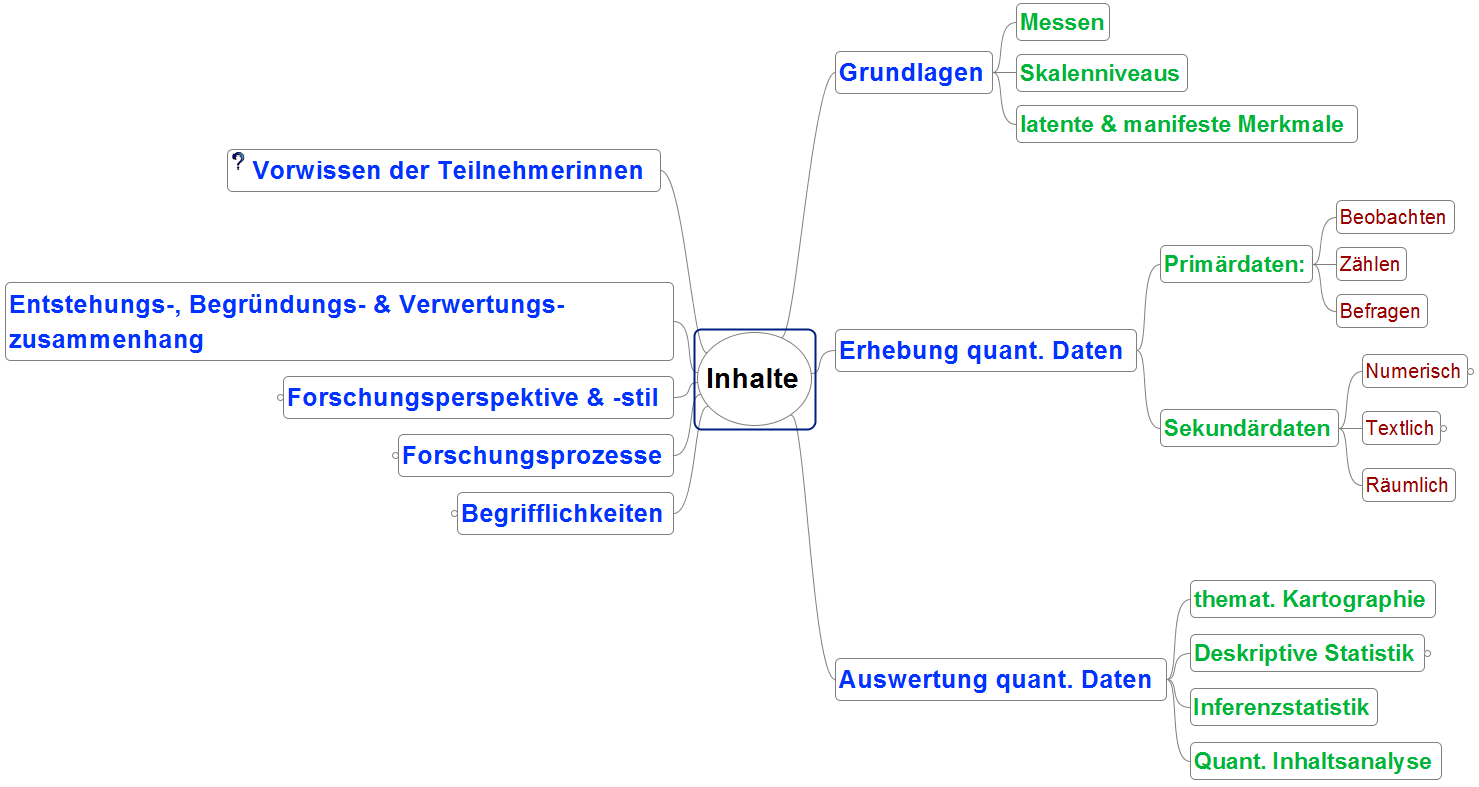 Inhalte
Vorwissen der Teilnehmerinnen
Entstehungs-, Begründungs- & Verwertungs-
zusammenhang
Forschungsperspektive & -stil
Forschungsprozesse
Begrifflichkeiten
Grundlagen
Messen
Skalenniveaus
latente & manifeste Merkmale
Erhebung quant. Daten
Primärdaten:
Beobachten
Zählen
Befragen
Sekundärdaten
Numerisch
Textlich
Räumlich
Auswertung quant. Daten
themat. Kartographie
Deskriptive Statistik
Inferenzstatistik
Quant. Inhaltsanalyse